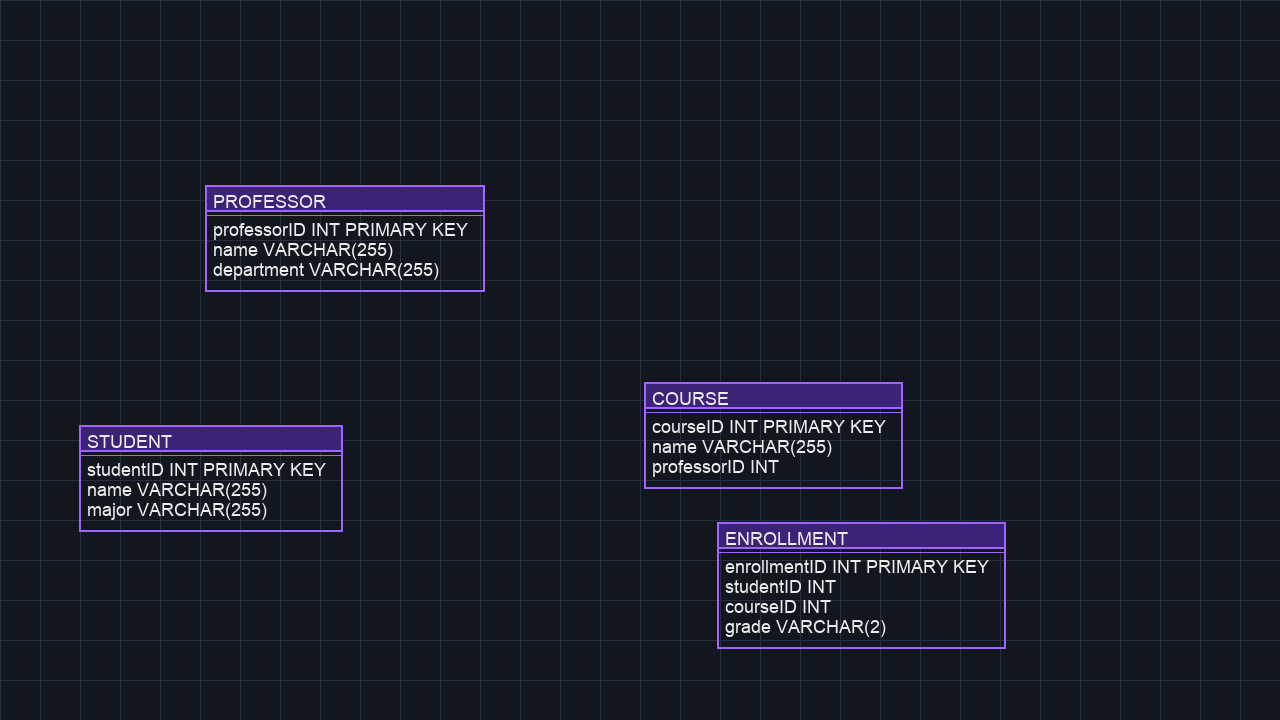 PROFESSOR
professorID INT PRIMARY KEY
name VARCHAR(255)
department VARCHAR(255)
COURSE
courseID INT PRIMARY KEY
name VARCHAR(255)
professorID INT
STUDENT
studentID INT PRIMARY KEY
name VARCHAR(255)
major VARCHAR(255)
ENROLLMENT
enrollmentID INT PRIMARY KEY
studentID INT
courseID INT
grade VARCHAR(2)